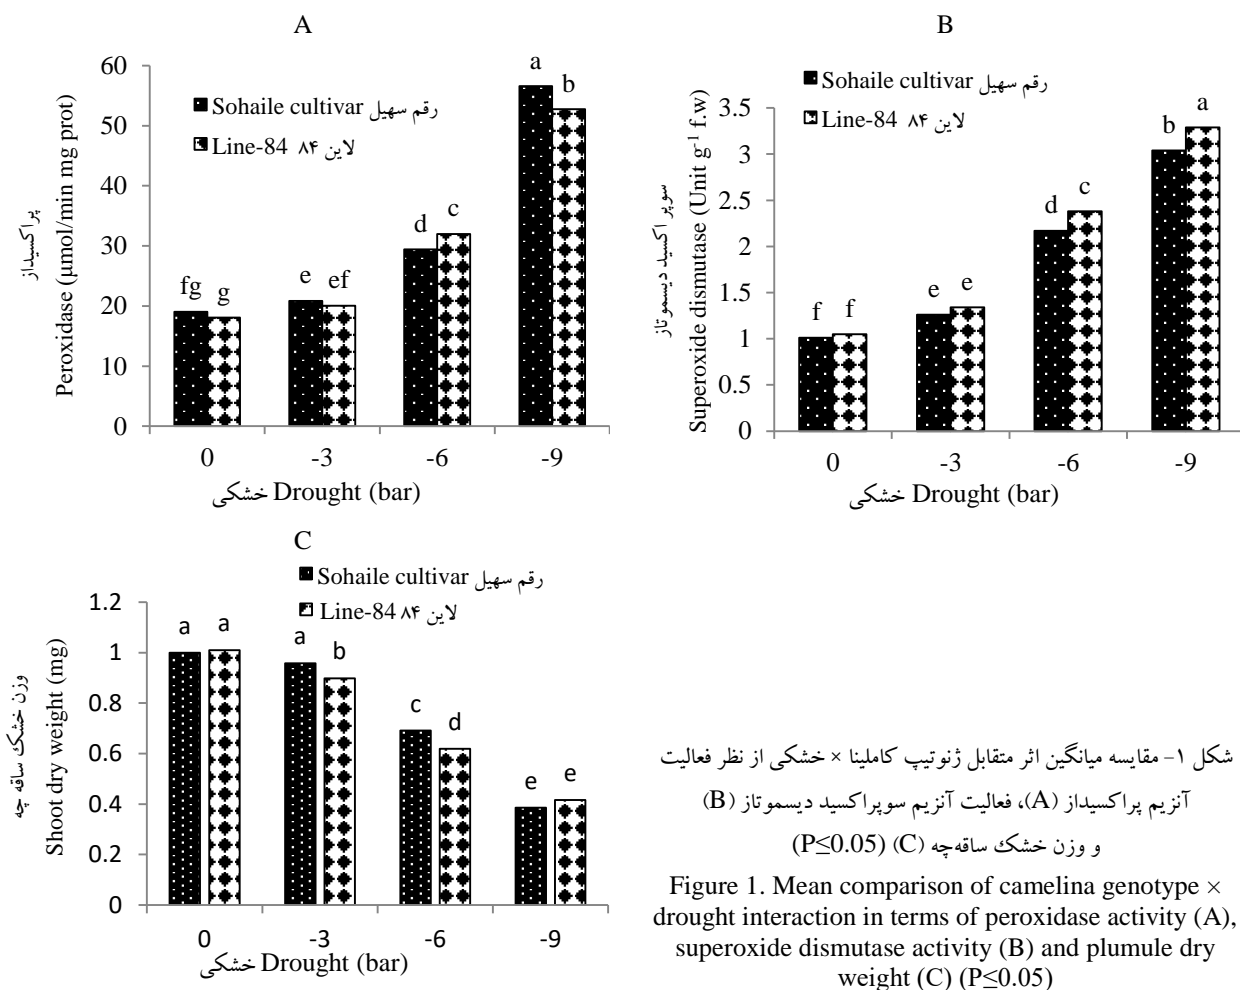 A
پراکسیداز
Peroxidase (µmol/min mg prot)
60
50
40
30
20
10
0
Sohaile cultivar رقم سهیل
Line-84 لاین ۸۴
fg
g
e
ef
d
c
a
b
0
-3
-6
-9
خشکی Drought (bar)
B
سوپر اکسید دیسموتاز
Superoxide dismutase (Unit g-1 f.w)
3.5
3
2.5
2
1.5
1
0.5
0
Sohaile cultivar رقم سهیل
Line-84 لاین ۸۴
f
f
e
e
d
c
b
a
0
-3
-6
-9
خشکی Drought (bar)
C
وزن خشک ساقه چه
Shoot dry weight (mg)
1.2
1
0.8
0.6
0.4
0.2
0
Sohaile cultivar رقم سهیل
Line-84 لاین ۸۴
a
a
a
b
c
d
e
e
0
-3
-6
-9
خشکی Drought (bar)
شکل ۱- مقایسه میانگین اثر متقابل ژنوتیپ کاملینا × خشکی از نظر فعالیت
آنزیم پراکسیداز (A)، فعالیت آنزیم سوپراکسید دیسموتاز (B)
و وزن خشک ساقه‌چه (C) (P≤0.05)
Figure 1. Mean comparison of camelina genotype ×
drought interaction in terms of peroxidase activity (A),
superoxide dismutase activity (B) and plumule dry
weight (C) (P≤0.05)